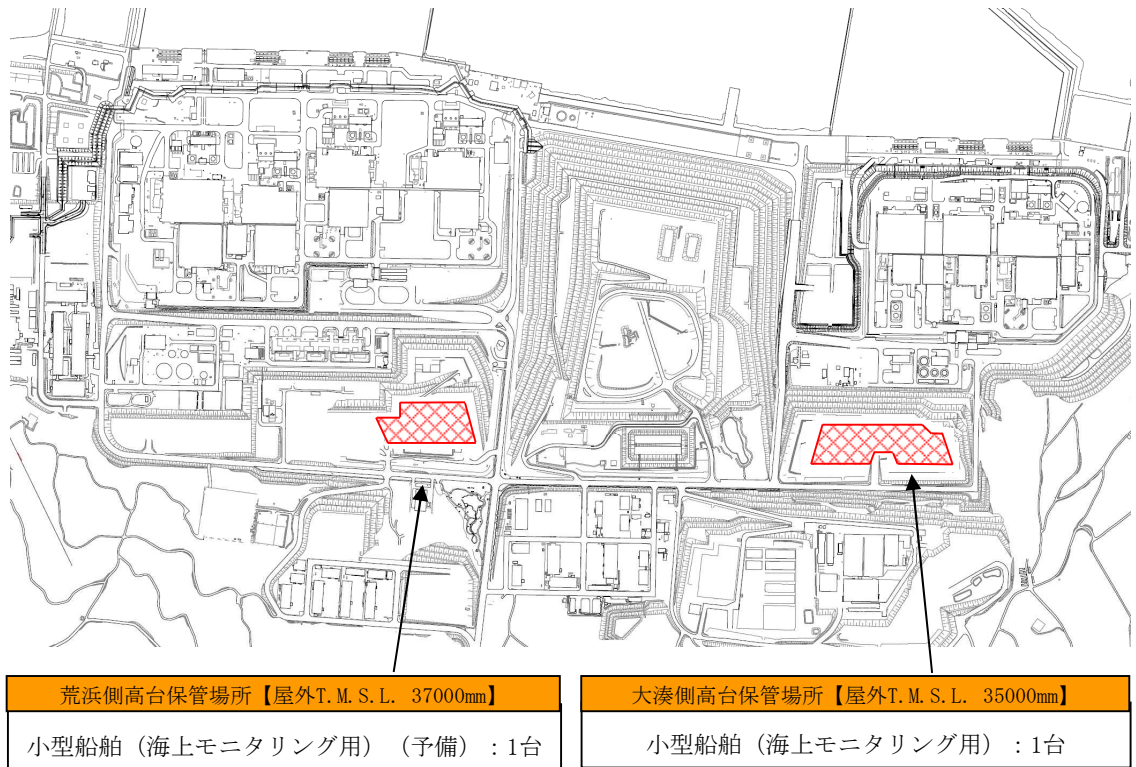 荒浜側高台保管場所【屋外T.M.S.L. 37000mm】
小型船舶（海上モニタリング用）（予備）：1台
大湊側高台保管場所【屋外T.M.S.L. 35000mm】
小型船舶（海上モニタリング用）：1台